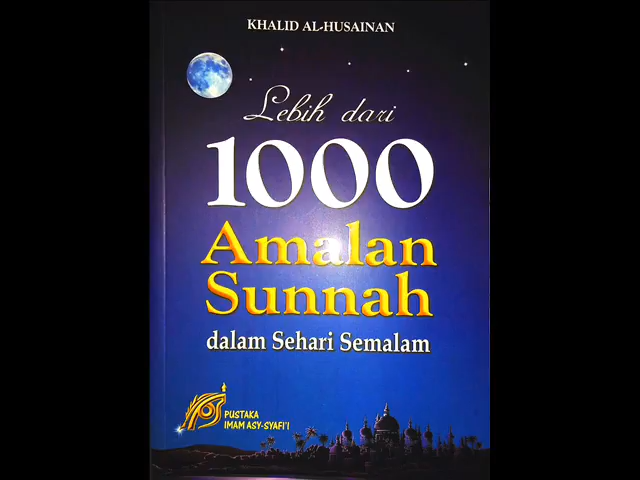 KHALID AL-HUSAINAN
Lebih dari
1000
Amalan
Sunnah
dalam Sehari Semalam
PUSTAKA
IMAM ASY-SYAFI'I